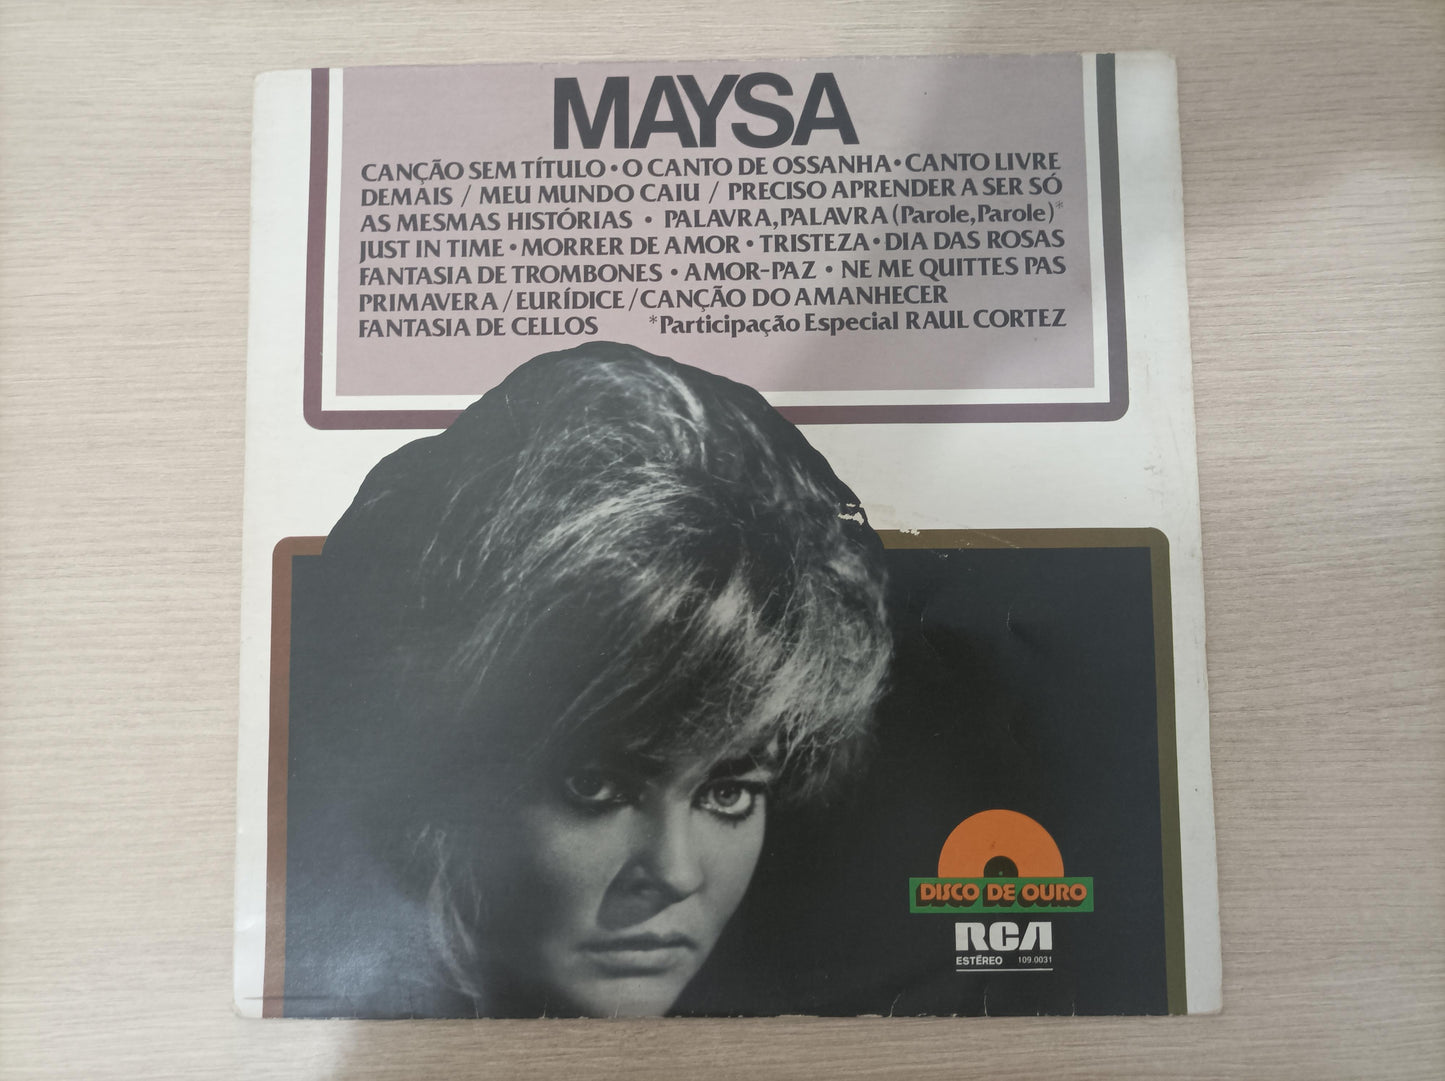 MAYSA
CANÇÃO SEM TÍTULO • O CANTO DE OSSANHA • CANTO LIVRE
DEMAIS / MEU MUNDO CAIU / PRECISO APRENDER A SER SÓ
AS MESMAS HISTÓRIAS • PALAVRA, PALAVRA (Parole, Parole)*
JUST IN TIME • MORRER DE AMOR • TRISTEZA • DIA DAS ROSAS
FANTASIA DE TROMBONES • AMOR-PAZ • NE ME QUITTES PAS
PRIMAVERA / EURÍDICE / CANÇÃO DO AMANHECER
FANTASIA DE CELLOS *Participação Especial RAUL CORTEZ
DISCO DE OURO
RCA
ESTÉREO 109.0031